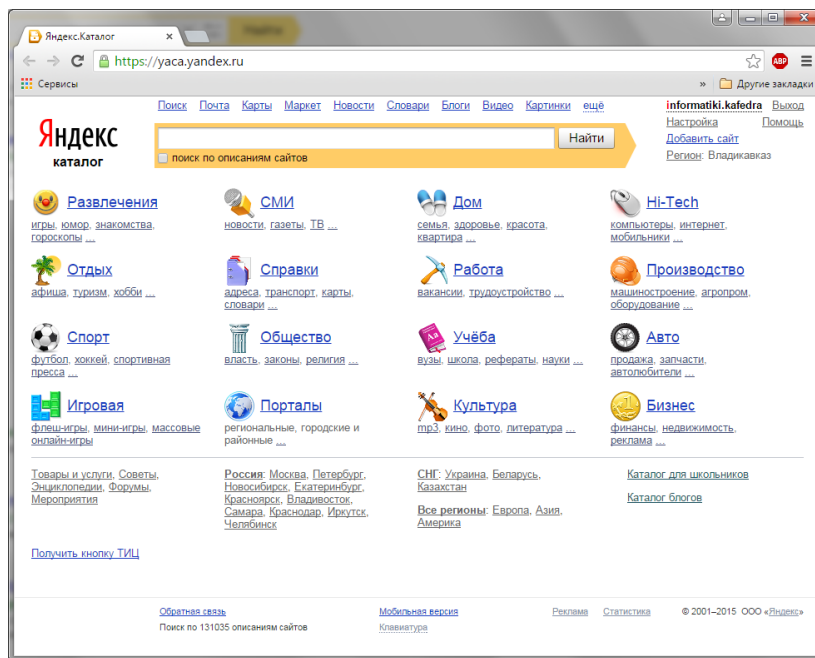 Яндекс.Каталог
https://yaca.yandex.ru
ABP
Сервисы » Другие закладки
Поиск Почта Карты Маркет Новости Словари Блоги Видео Картинки ещё
informatiki.kafedra Выход
Настройка Помощь
Добавить сайт
Регион: Владикавказ
Яндекс
каталог
Найти
поиск по описаниям сайтов
Развлечения
игры, юмор, знакомства,
гороскопы ...
СМИ
новости, газеты, ТВ ...
Дом
семья, здоровье, красота,
квартира ...
Hi-Tech
компьютеры, интернет,
мобильники ...
Отдых
афиша, туризм, хобби ...
Справки
адреса, транспорт, карты,
словари ...
Работа
вакансии, трудоустройство ...
Производство
машиностроение, агропром,
оборудование ...
Спорт
футбол, хоккей, спортивная
пресса ...
Общество
власть, законы, религия ...
Учёба
вузы, школа, рефераты, науки ...
Авто
продажа, запчасти,
автолюбители ...
Игровая
флеш-игры, мини-игры, массовые
онлайн-игры
Порталы
региональные, городские и
районные ...
Культура
mp3, кино, фото, литература ...
Бизнес
финансы, недвижимость,
реклама ...
Товары и услуги, Советы,
Энциклопедии, Форумы,
Мероприятия
Россия: Москва, Петербург,
Новосибирск, Екатеринбург,
Красноярск, Владивосток,
Самара, Краснодар, Иркутск,
Челябинск
СНГ: Украина, Беларусь,
Казахстан
Все регионы: Европа, Азия,
Америка
Каталог для школьников
Каталог блогов
Получить кнопку ТИЦ
Обратная связь
Поиск по 131035 описаниям сайтов
Мобильная версия
Клавиатура
Реклама Статистика © 2001–2015 ООО «Яндекс»